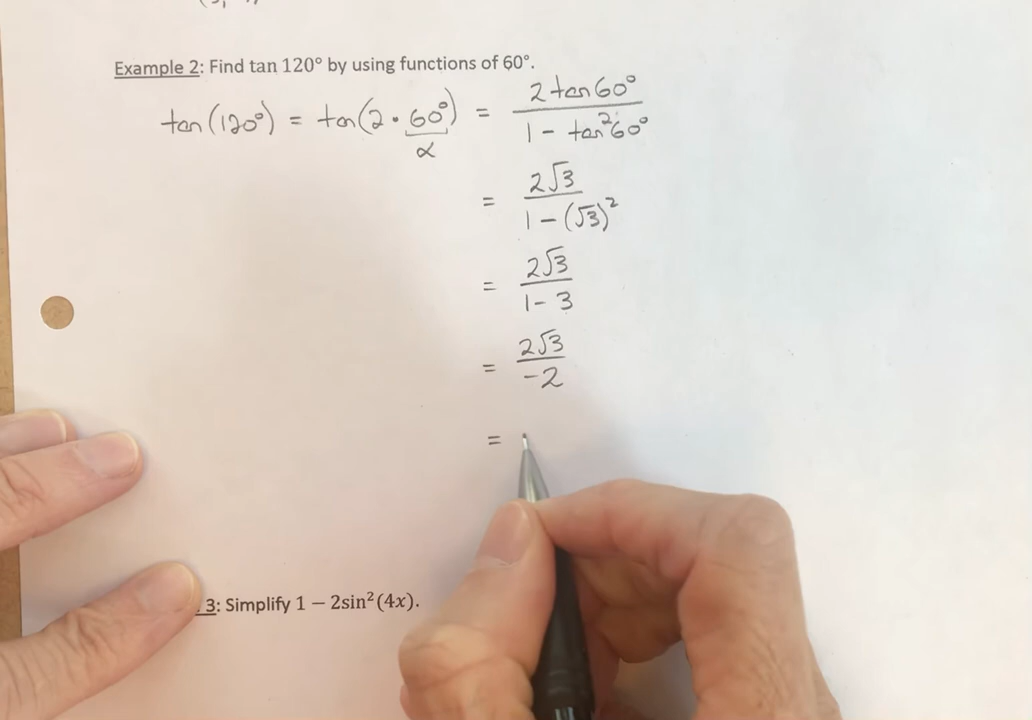 Example 2: Find tan 120° by using functions of 60°.
tan(120°) = tan(2 • 60°) = 2 tan 60° / 1 - tan²60°
α
= 2√3 / 1 - (√3)²
= 2√3 / 1 - 3
= 2√3 / -2
=
3: Simplify 1 − 2sin²(4x).